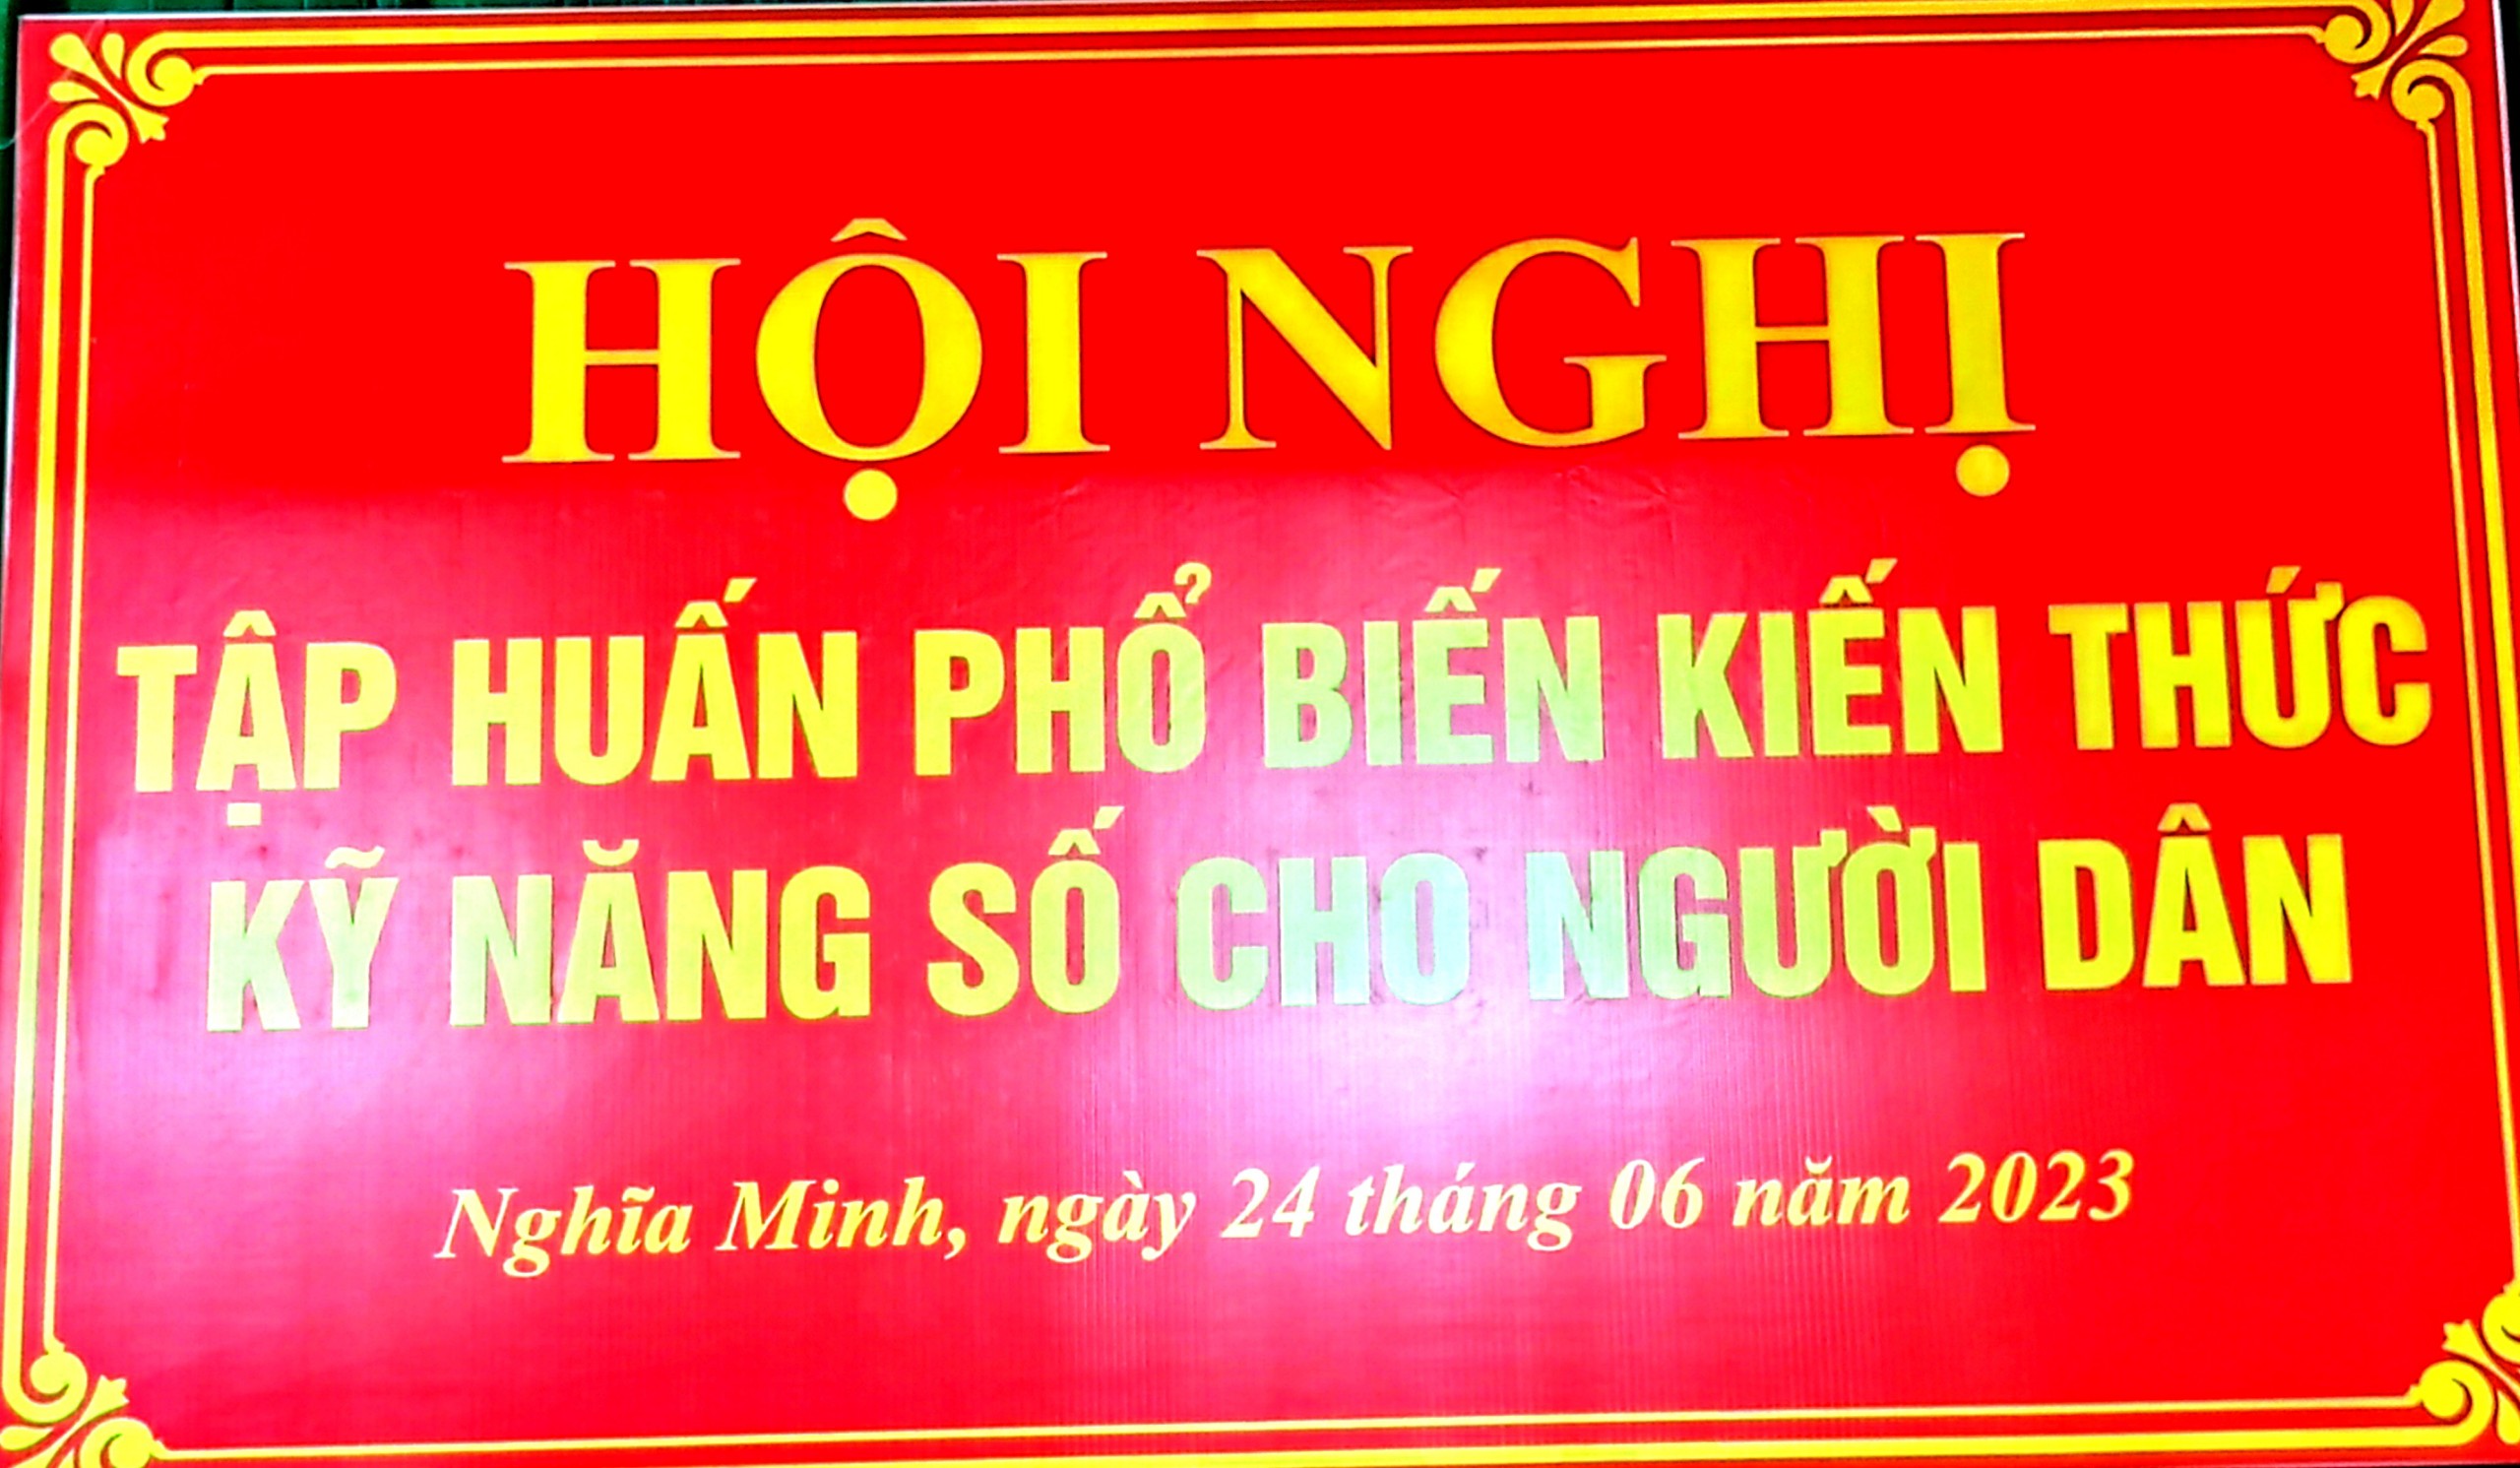 HỘI NGHỊ
TẬP HUẤN PHỔ BIẾN KIẾN THỨC
KỸ NĂNG SỐ CHO NGƯỜI DÂN
Nghĩa Minh, ngày 24 tháng 06 năm 2023